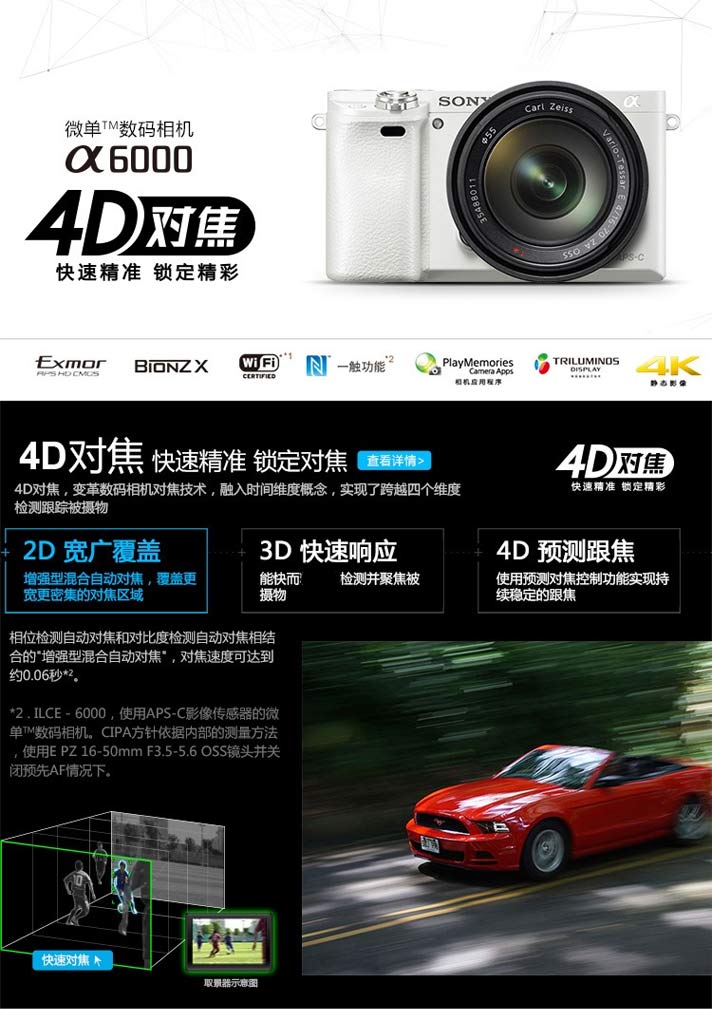 微单™数码相机
α6000
4D对焦
快速精准 锁定精彩
SONY
α
Carl Zeiss
Vario-Tessar E 4/16-70 ZA OSS
φ55
35488011
T*
APS-C
Exmor
APS HD CMOS
BIONZ X
Wi Fi *1
CERTIFIED
N 一触功能*2
PlayMemories
Camera Apps
相机应用程序
TRILUMINOS
DISPLAY
4K
静态影像
4D对焦 快速精准 锁定对焦 查看详情>
4D对焦
快速精准 锁定精彩
4D对焦，变革数码相机对焦技术，融入时间维度概念，实现了跨越四个维度
检测跟踪被摄物
2D 宽广覆盖
增强型混合自动对焦，覆盖更
宽更密集的对焦区域
3D 快速响应
能快而 检测并聚焦被
摄物
4D 预测跟焦
使用预测对焦控制功能实现持
续稳定的跟焦
相位检测自动对焦和对比度检测自动对焦相结
合的"增强型混合自动对焦"，对焦速度可达到
约0.06秒*²。
*2 . ILCE - 6000，使用APS-C影像传感器的微
单™数码相机。CIPA方针依据内部的测量方法
，使用E PZ 16-50mm F3.5-5.6 OSS镜头并关
闭预先AF情况下。
10
快速对焦
取景器示意图